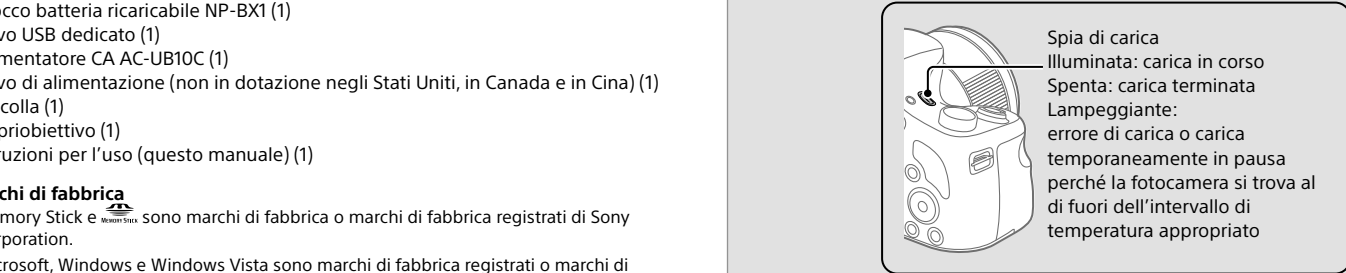 occo batteria ricaricabile NP-BX1 (1)
vo USB dedicato (1)
mentatore CA AC-UB10C (1)
vo di alimentazione (non in dotazione negli Stati Uniti, in Canada e in Cina) (1)
colla (1)
priobiettivo (1)
ruzioni per l'uso (questo manuale) (1)
chi di fabbrica
mory Stick e MEMORY STICK sono marchi di fabbrica o marchi di fabbrica registrati di Sony
rporation.
crosoft, Windows e Windows Vista sono marchi di fabbrica registrati o marchi di
Spia di carica
Illuminata: carica in corso
Spenta: carica terminata
Lampeggiante:
errore di carica o carica
temporaneamente in pausa
perché la fotocamera si trova al
di fuori dell'intervallo di
temperatura appropriato